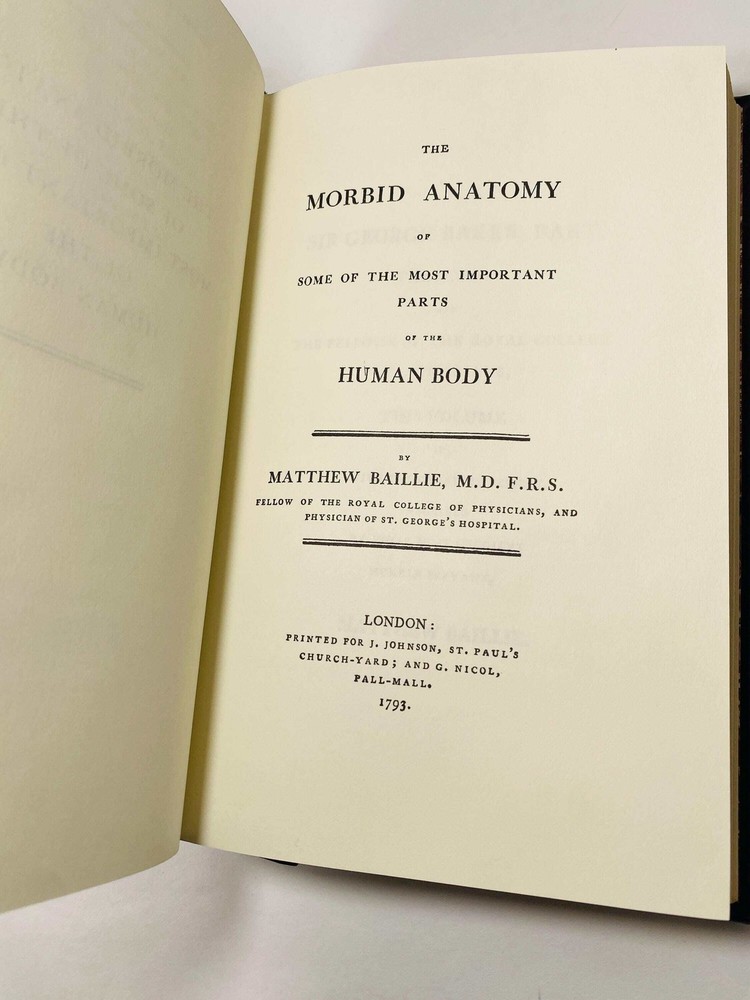 THE
MORBID ANATOMY
OF
SOME OF THE MOST IMPORTANT
PARTS
OF THE
HUMAN BODY
BY
MATTHEW BAILLIE, M.D. F.R.S.
FELLOW OF THE ROYAL COLLEGE OF PHYSICIANS, AND
PHYSICIAN OF ST. GEORGE'S HOSPITAL.
LONDON:
PRINTED FOR J. JOHNSON, ST. PAUL'S
CHURCH-YARD; AND G. NICOL,
PALL-MALL.
1793.